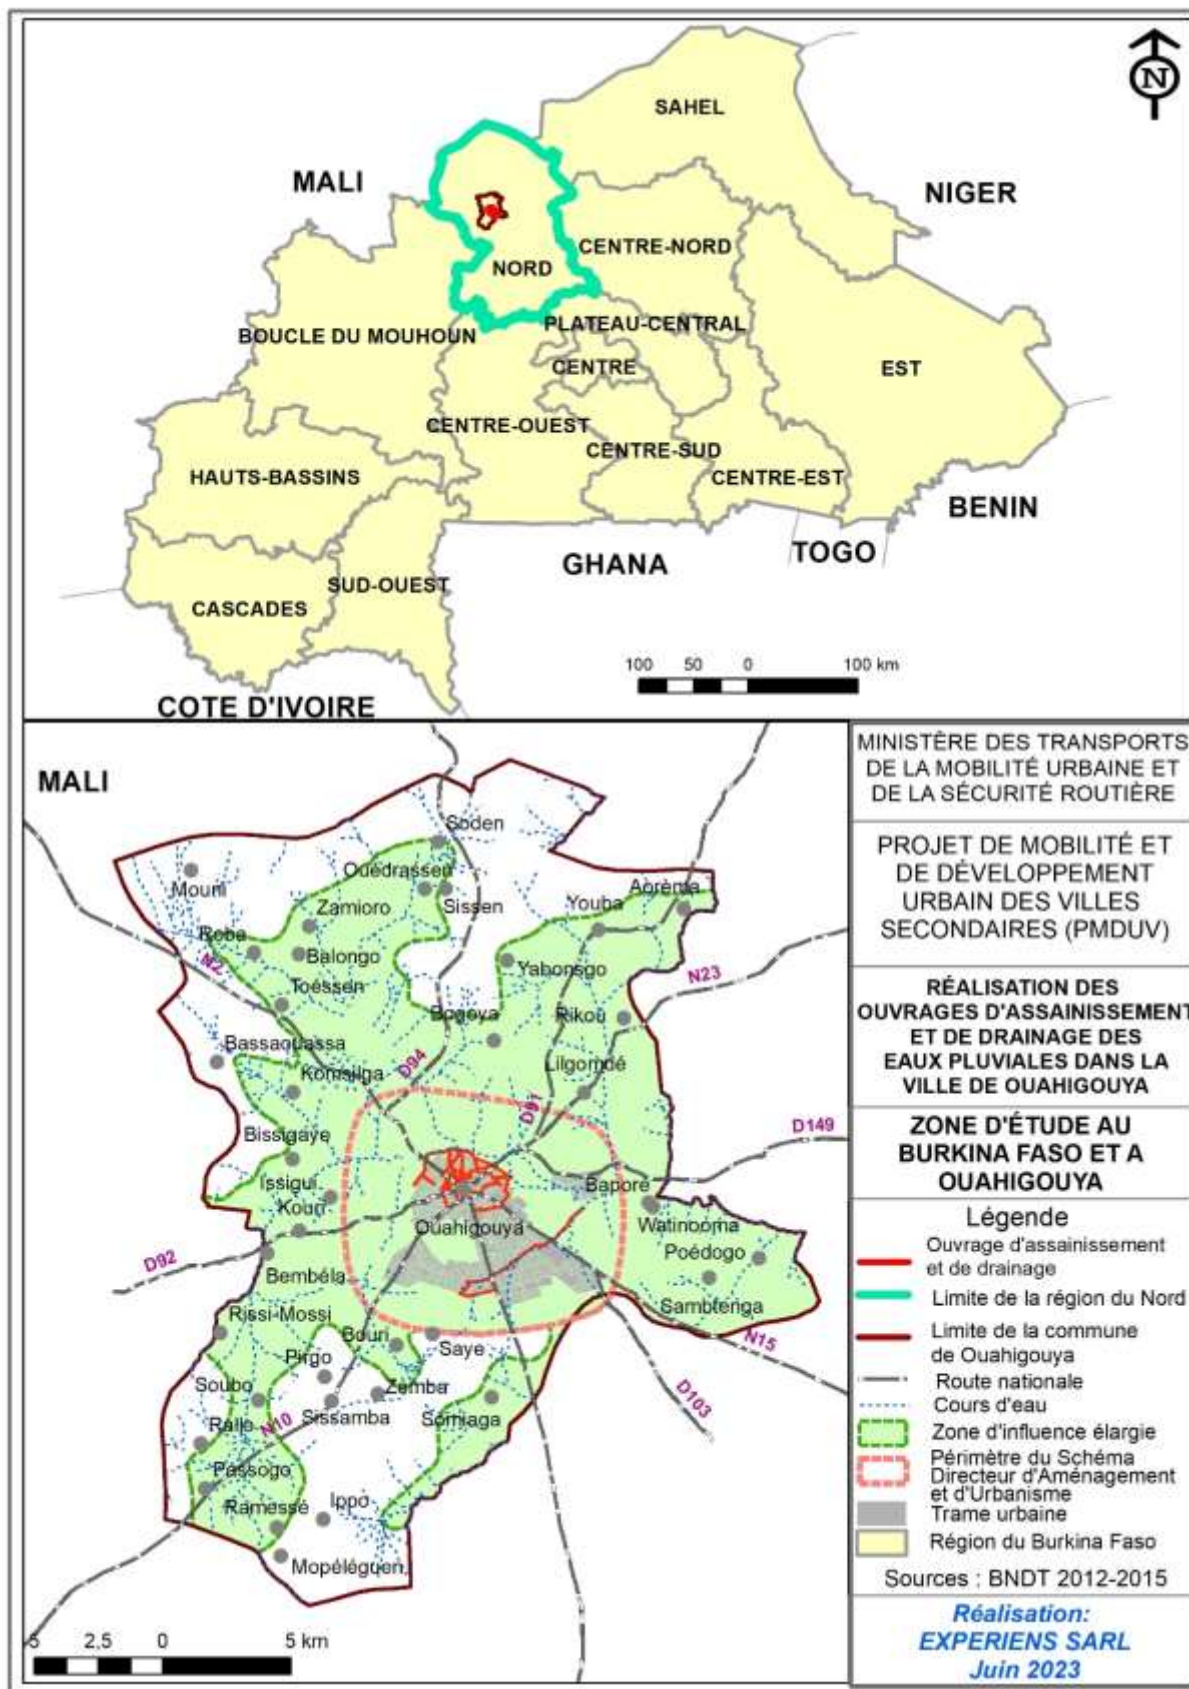 N
SAHEL
MALI
NIGER
CENTRE-NORD
NORD
BOUCLE DU MOUHOUN
PLATEAU-CENTRAL
CENTRE
EST
CENTRE-OUEST
CENTRE-SUD
HAUTS-BASSINS
CENTRE-EST
BENIN
TOGO
GHANA
SUD-OUEST
CASCADES
100 50 0 100 km
COTE D'IVOIRE
MALI
Soden
Ouédrassen
Mouni
Sissen
Aorèma
Youba
Zamioro
Roba
Balongo
Yabonsgo
N2
N23
Toéssen
Bogoya
Rikou
Bassaouassa
Komsilga
D94
Lilgomdé
D91
D149
Bissigaye
Issigui
Baporé
Kouri
Ouahigouya
Watinooma
Poédogo
D92
Bembéla
Sambtenga
Rissi-Mossi
Bouri
Saye
N15
Pirgo
Soubo
Zemba
D103
Rallo
N10
Sissamba
Somiaga
Passogo
Ramessé
Ippo
Mopéléguen
5 2,5 0 5 km
MINISTÈRE DES TRANSPORTS
DE LA MOBILITÉ URBAINE ET
DE LA SÉCURITÉ ROUTIÈRE
PROJET DE MOBILITÉ ET
DE DÉVELOPPEMENT
URBAIN DES VILLES
SECONDAIRES (PMDUV)
RÉALISATION DES
OUVRAGES D'ASSAINISSEMENT
ET DE DRAINAGE DES
EAUX PLUVIALES DANS LA
VILLE DE OUAHIGOUYA
ZONE D'ÉTUDE AU
BURKINA FASO ET A
OUAHIGOUYA
Légende
Ouvrage d'assainissement
et de drainage
Limite de la région du Nord
Limite de la commune
de Ouahigouya
Route nationale
Cours d'eau
Zone d'influence élargie
Périmètre du Schéma
Directeur d'Aménagement
et d'Urbanisme
Trame urbaine
Région du Burkina Faso
Sources : BNDT 2012-2015
Réalisation:
EXPERIENS SARL
Juin 2023